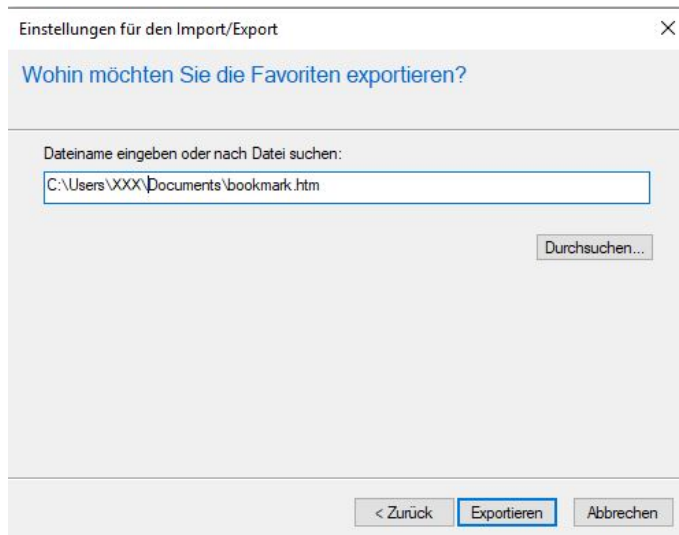 Einstellungen für den Import/Export
Wohin möchten Sie die Favoriten exportieren?
Dateiname eingeben oder nach Datei suchen:
C:\Users\XXX\Documents\bookmark.htm
Durchsuchen...
< Zurück Exportieren Abbrechen